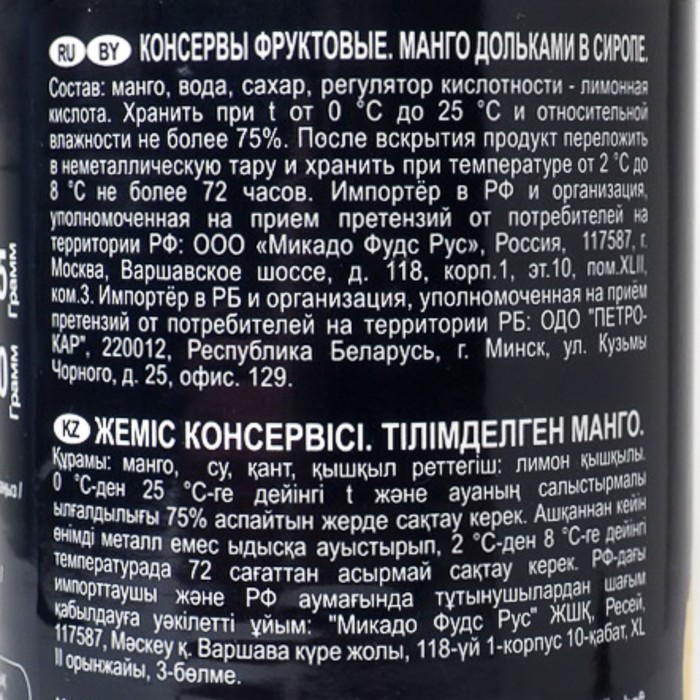 RU BY КОНСЕРВЫ ФРУКТОВЫЕ. МАНГО ДОЛЬКАМИ В СИРОПЕ.
Состав: манго, вода, сахар, регулятор кислотности - лимонная
кислота. Хранить при t от 0 °С до 25 °С и относительной
влажности не более 75%. После вскрытия продукт переложить
в неметаллическую тару и хранить при температуре от 2 °С до
8 °С не более 72 часов. Импортёр в РФ и организация,
уполномоченная на прием претензий от потребителей на
территории РФ: ООО «Микадо Фудс Рус», Россия, 117587, г.
Москва, Варшавское шоссе, д. 118, корп.1, эт.10, пом.XLII,
ком.3. Импортёр в РБ и организация, уполномоченная на приём
претензий от потребителей на территории РБ: ОДО "ПЕТРО-
КАР", 220012, Республика Беларусь, г. Минск, ул. Кузьмы
Чорного, д. 25, офис. 129.
KZ ЖЕМІС КОНСЕРВІСІ. ТІЛІМДЕЛГЕН МАНГО.
Құрамы: манго, су, қант, қышқыл реттегіш: лимон қышқылы.
0 °С-ден 25 °С-ге дейінгі t және ауаның салыстырмалы
ылғалдылығы 75% аспайтын жерде сақтау керек. Ашқаннан кейін
өнімді металл емес ыдысқа ауыстырып, 2 °С-ден 8 °С-ге дейінгі
температурада 72 сағаттан асырмай сақтау керек. РФ-дағы
импорттаушы және РФ аумағында тұтынушылардан шағым
қабылдауға уәкілетті ұйым: "Микадо Фудс Рус" ЖШҚ, Ресей,
117587, Мәскеу қ. Варшава күре жолы, 118-үй 1-корпус 10-қабат, XL
II орынжайы, 3-бөлме.
Грамм
Грамм